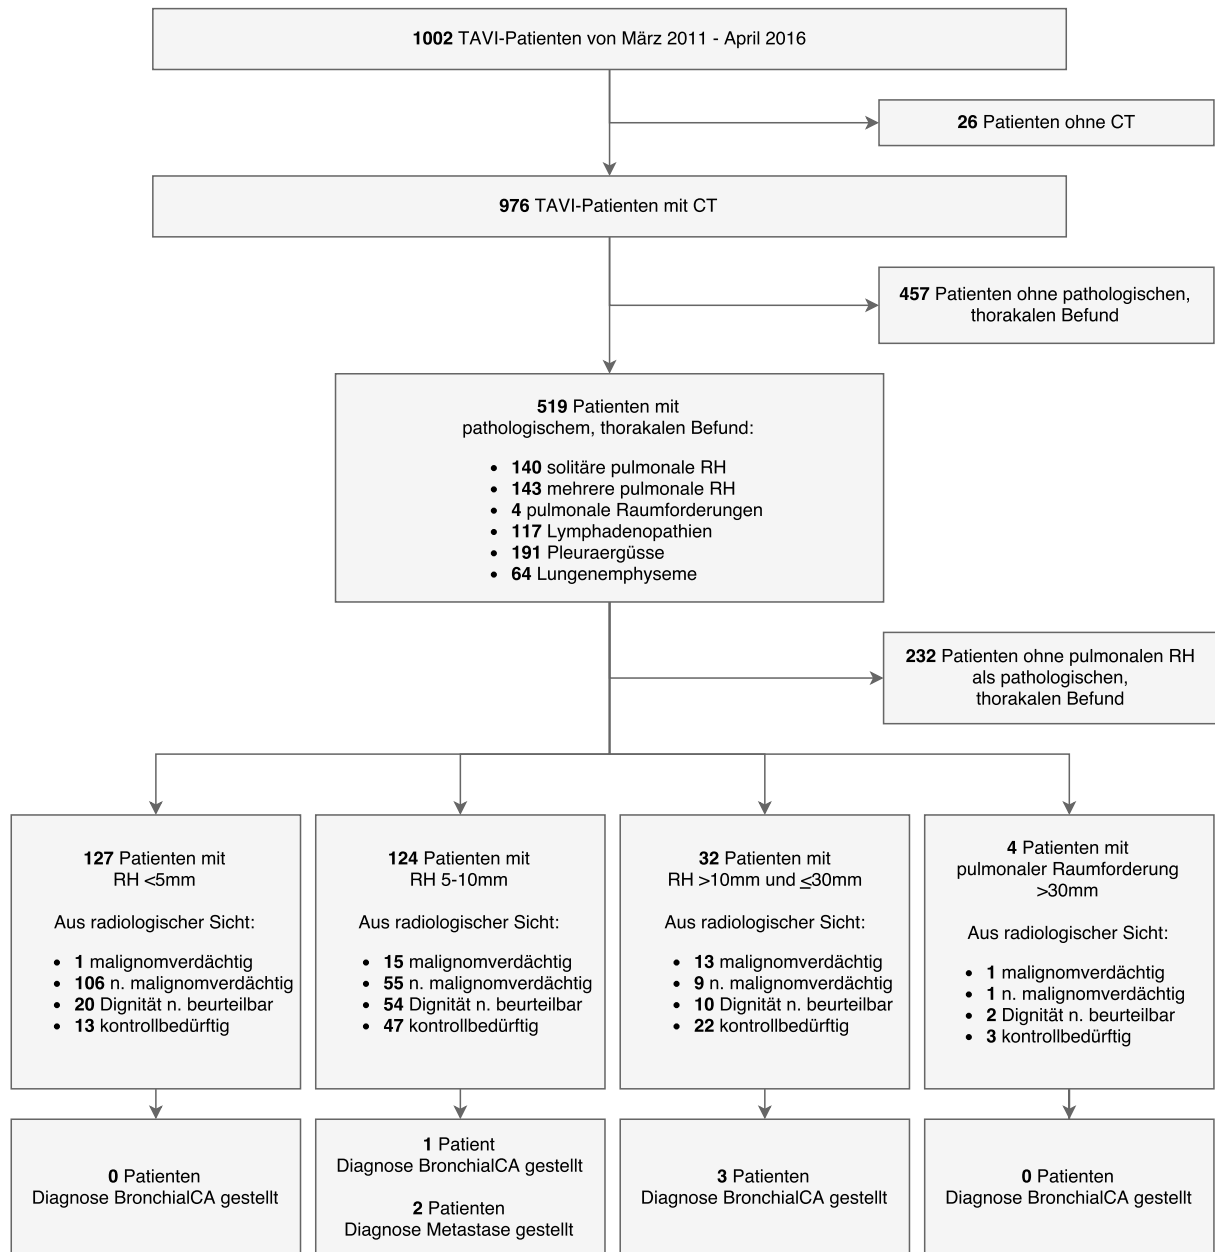 1002 TAVI-Patienten von März 2011 - April 2016
26 Patienten ohne CT
976 TAVI-Patienten mit CT
457 Patienten ohne pathologischen,
thorakalen Befund
519 Patienten mit
pathologischem, thorakalen Befund:
• 140 solitäre pulmonale RH
• 143 mehrere pulmonale RH
• 4 pulmonale Raumforderungen
• 117 Lymphadenopathien
• 191 Pleuraergüsse
• 64 Lungenemphyseme
232 Patienten ohne pulmonalen RH
als pathologischen,
thorakalen Befund
127 Patienten mit
RH <5mm
Aus radiologischer Sicht:
• 1 malignomverdächtig
• 106 n. malignomverdächtig
• 20 Dignität n. beurteilbar
• 13 kontrollbedürftig
124 Patienten mit
RH 5-10mm
Aus radiologischer Sicht:
• 15 malignomverdächtig
• 55 n. malignomverdächtig
• 54 Dignität n. beurteilbar
• 47 kontrollbedürftig
32 Patienten mit
RH >10mm und ≤30mm
Aus radiologischer Sicht:
• 13 malignomverdächtig
• 9 n. malignomverdächtig
• 10 Dignität n. beurteilbar
• 22 kontrollbedürftig
4 Patienten mit
pulmonaler Raumforderung
>30mm
Aus radiologischer Sicht:
• 1 malignomverdächtig
• 1 n. malignomverdächtig
• 2 Dignität n. beurteilbar
• 3 kontrollbedürftig
0 Patienten
Diagnose BronchialCA gestellt
1 Patient
Diagnose BronchialCA gestellt
2 Patienten
Diagnose Metastase gestellt
3 Patienten
Diagnose BronchialCA gestellt
0 Patienten
Diagnose BronchialCA gestellt